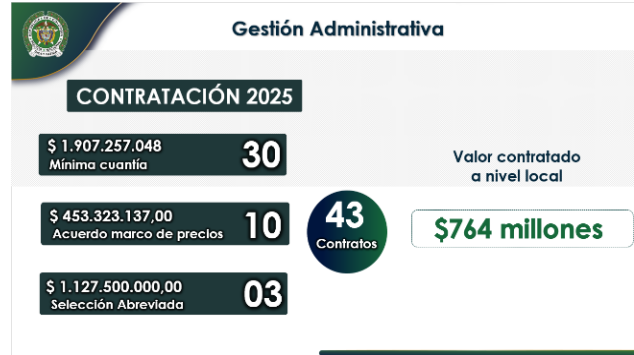 Gestión Administrativa
CONTRATACIÓN 2025
$ 1.907.257.048
Mínima cuantía
30
Valor contratado
a nivel local
$ 453.323.137,00
Acuerdo marco de precios
10
43
Contratos
$764 millones
$ 1.127.500.000,00
Selección Abreviada
03